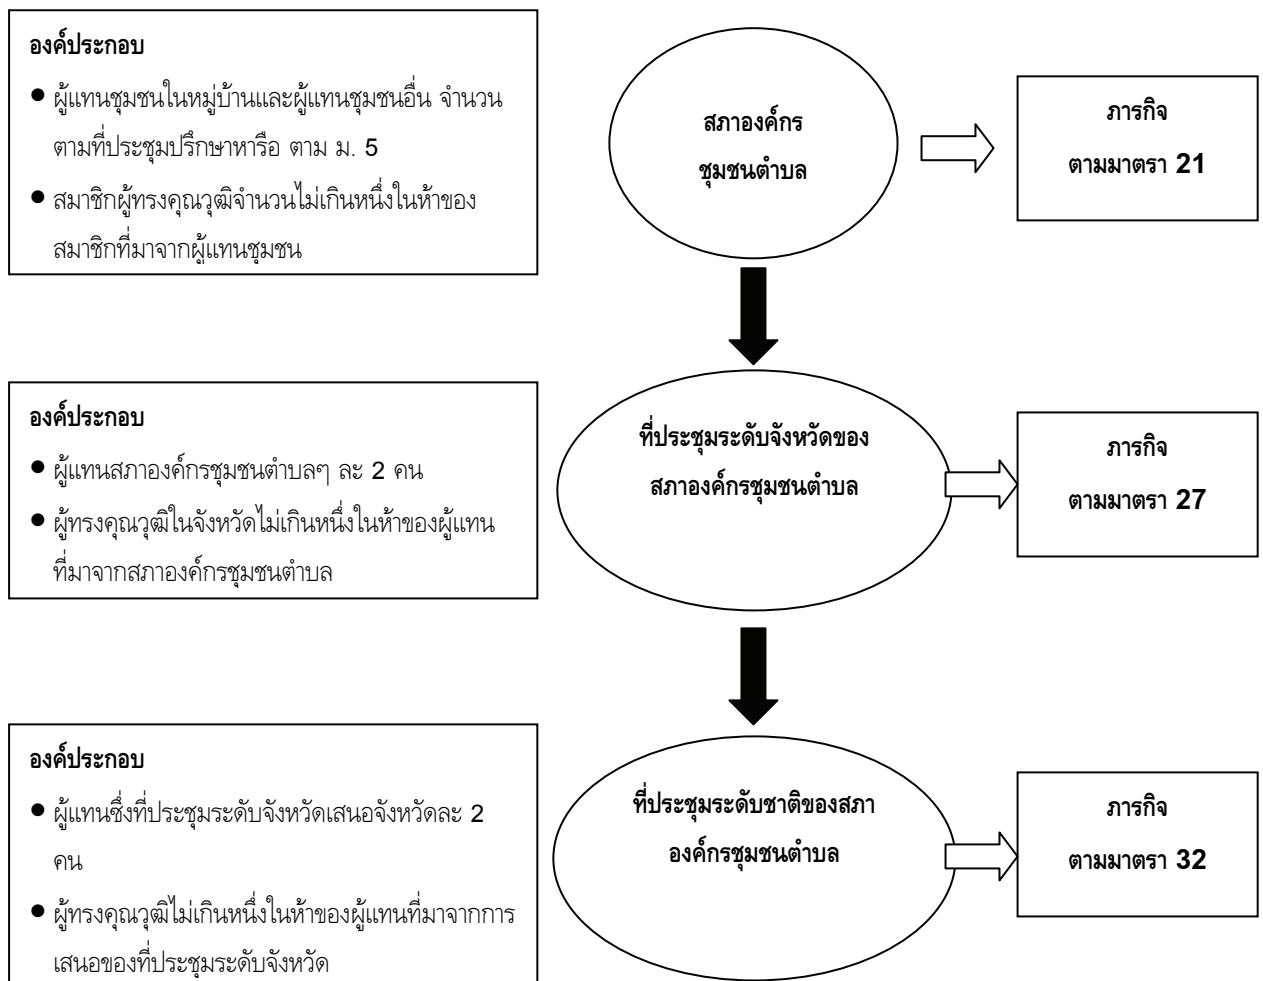 องค์ประกอบ
● ผู้แทนชุมชนในหมู่บ้านและผู้แทนชุมชนอื่น จำนวน
ตามที่ประชุมปรึกษาหารือ ตาม ม. 5
● สมาชิกผู้ทรงคุณวุฒิจำนวนไม่เกินหนึ่งในห้าของ
สมาชิกที่มาจากผู้แทนชุมชน
สภาองค์กร
ชุมชนตำบล
ภารกิจ
ตามมาตรา 21
องค์ประกอบ
● ผู้แทนสภาองค์กรชุมชนตำบลๆ ละ 2 คน
● ผู้ทรงคุณวุฒิในจังหวัดไม่เกินหนึ่งในห้าของผู้แทน
ที่มาจากสภาองค์กรชุมชนตำบล
ที่ประชุมระดับจังหวัดของ
สภาองค์กรชุมชนตำบล
ภารกิจ
ตามมาตรา 27
องค์ประกอบ
● ผู้แทนซึ่งที่ประชุมระดับจังหวัดเสนอจังหวัดละ 2
คน
● ผู้ทรงคุณวุฒิไม่เกินหนึ่งในห้าของผู้แทนที่มาจากการ
เสนอของที่ประชุมระดับจังหวัด
ที่ประชุมระดับชาติของสภา
องค์กรชุมชนตำบล
ภารกิจ
ตามมาตรา 32